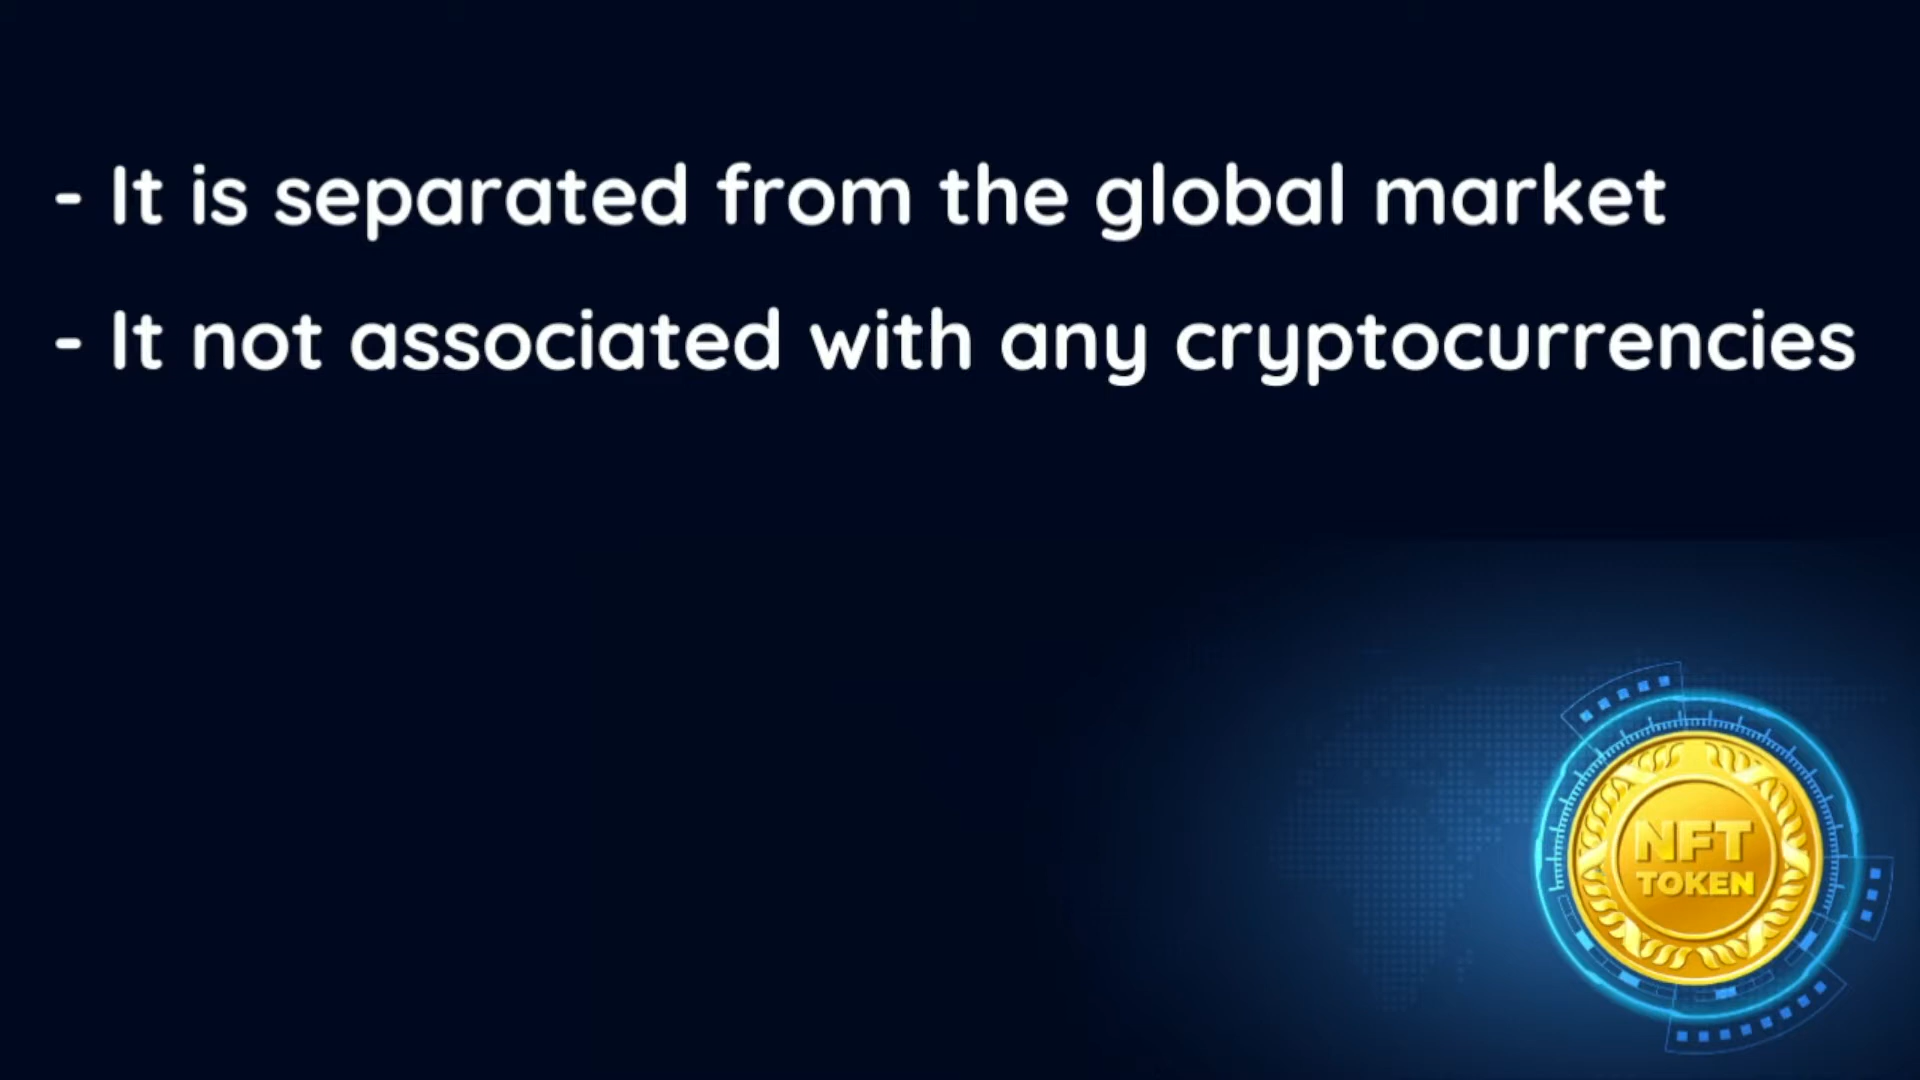 - It is separated from the global market
- It not associated with any cryptocurrencies
NFT
TOKEN